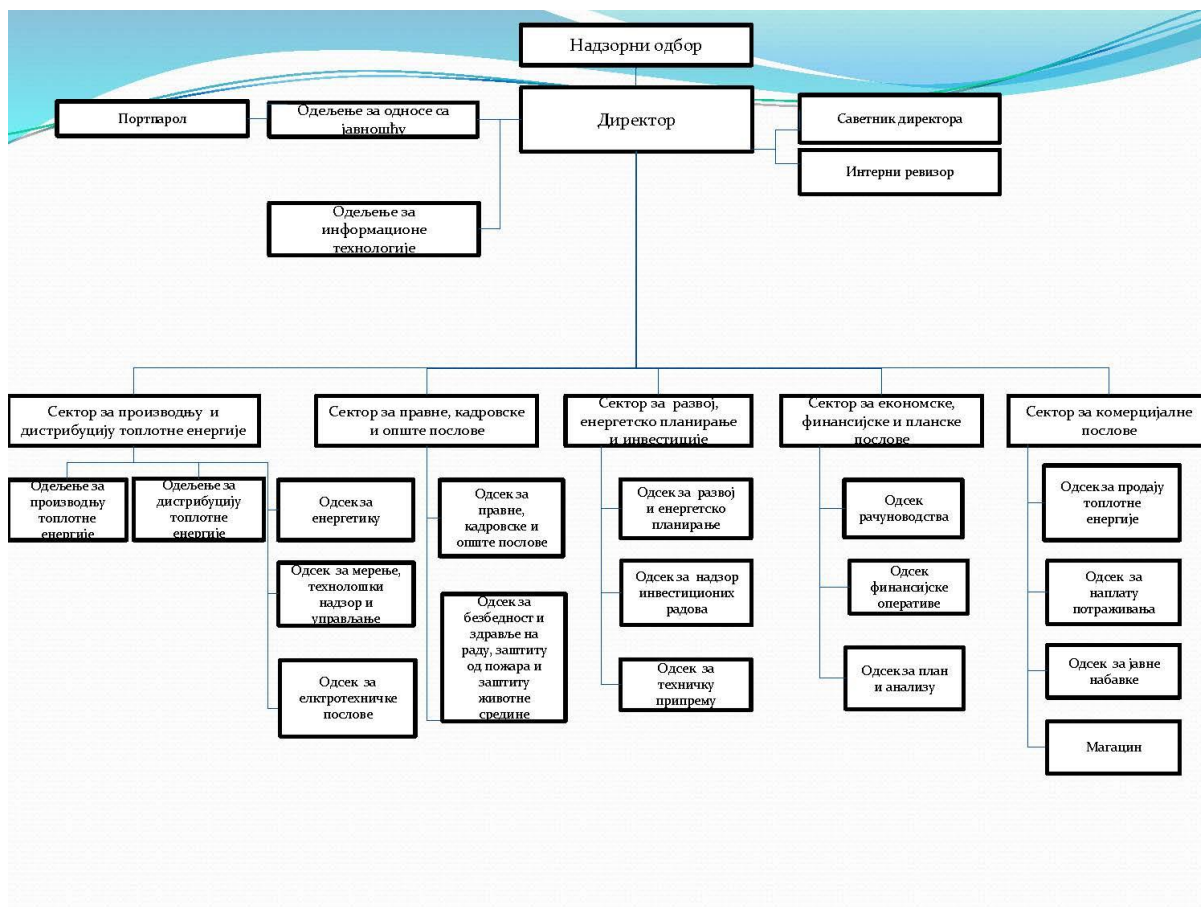 Надзорни одбор
Портпарол
Одељење за односе са
јавношћу
Директор
Саветник директора
Интерни ревизор
Одељење за
информационе
технологије
Сектор за производњу и
дистрибуцију топлотне енергије
Сектор за правне, кадровске
и опште послове
Сектор за развој,
енергетско планирање
и инвестиције
Сектор за економске,
финансијске и планске
послове
Сектор за комерцијалне
послове
Одељење за
производњу
топлотне
енергије
Одељење за
дистрибуцију
топлотне
енергије
Одсек за
енергетику
Одсек за мерење,
технолошки
надзор и
управљање
Одсек за
елктротехничке
послове
Одсек за
правне,
кадровске и
опште послове
Одсек за
безбедност и
здравље на
раду, заштиту
од пожара и
заштиту
животне
средине
Одсек за развој
и енергетско
планирање
Одсек за надзор
инвестиционих
радова
Одсек за
техничку
припрему
Одсек
рачуноводства
Одсек
финансијске
оперативе
Одсек за план
и анализу
Одсек за продају
топлотне
енергије
Одсек за
наплату
потраживања
Одсек за јавне
набавке
Магацин